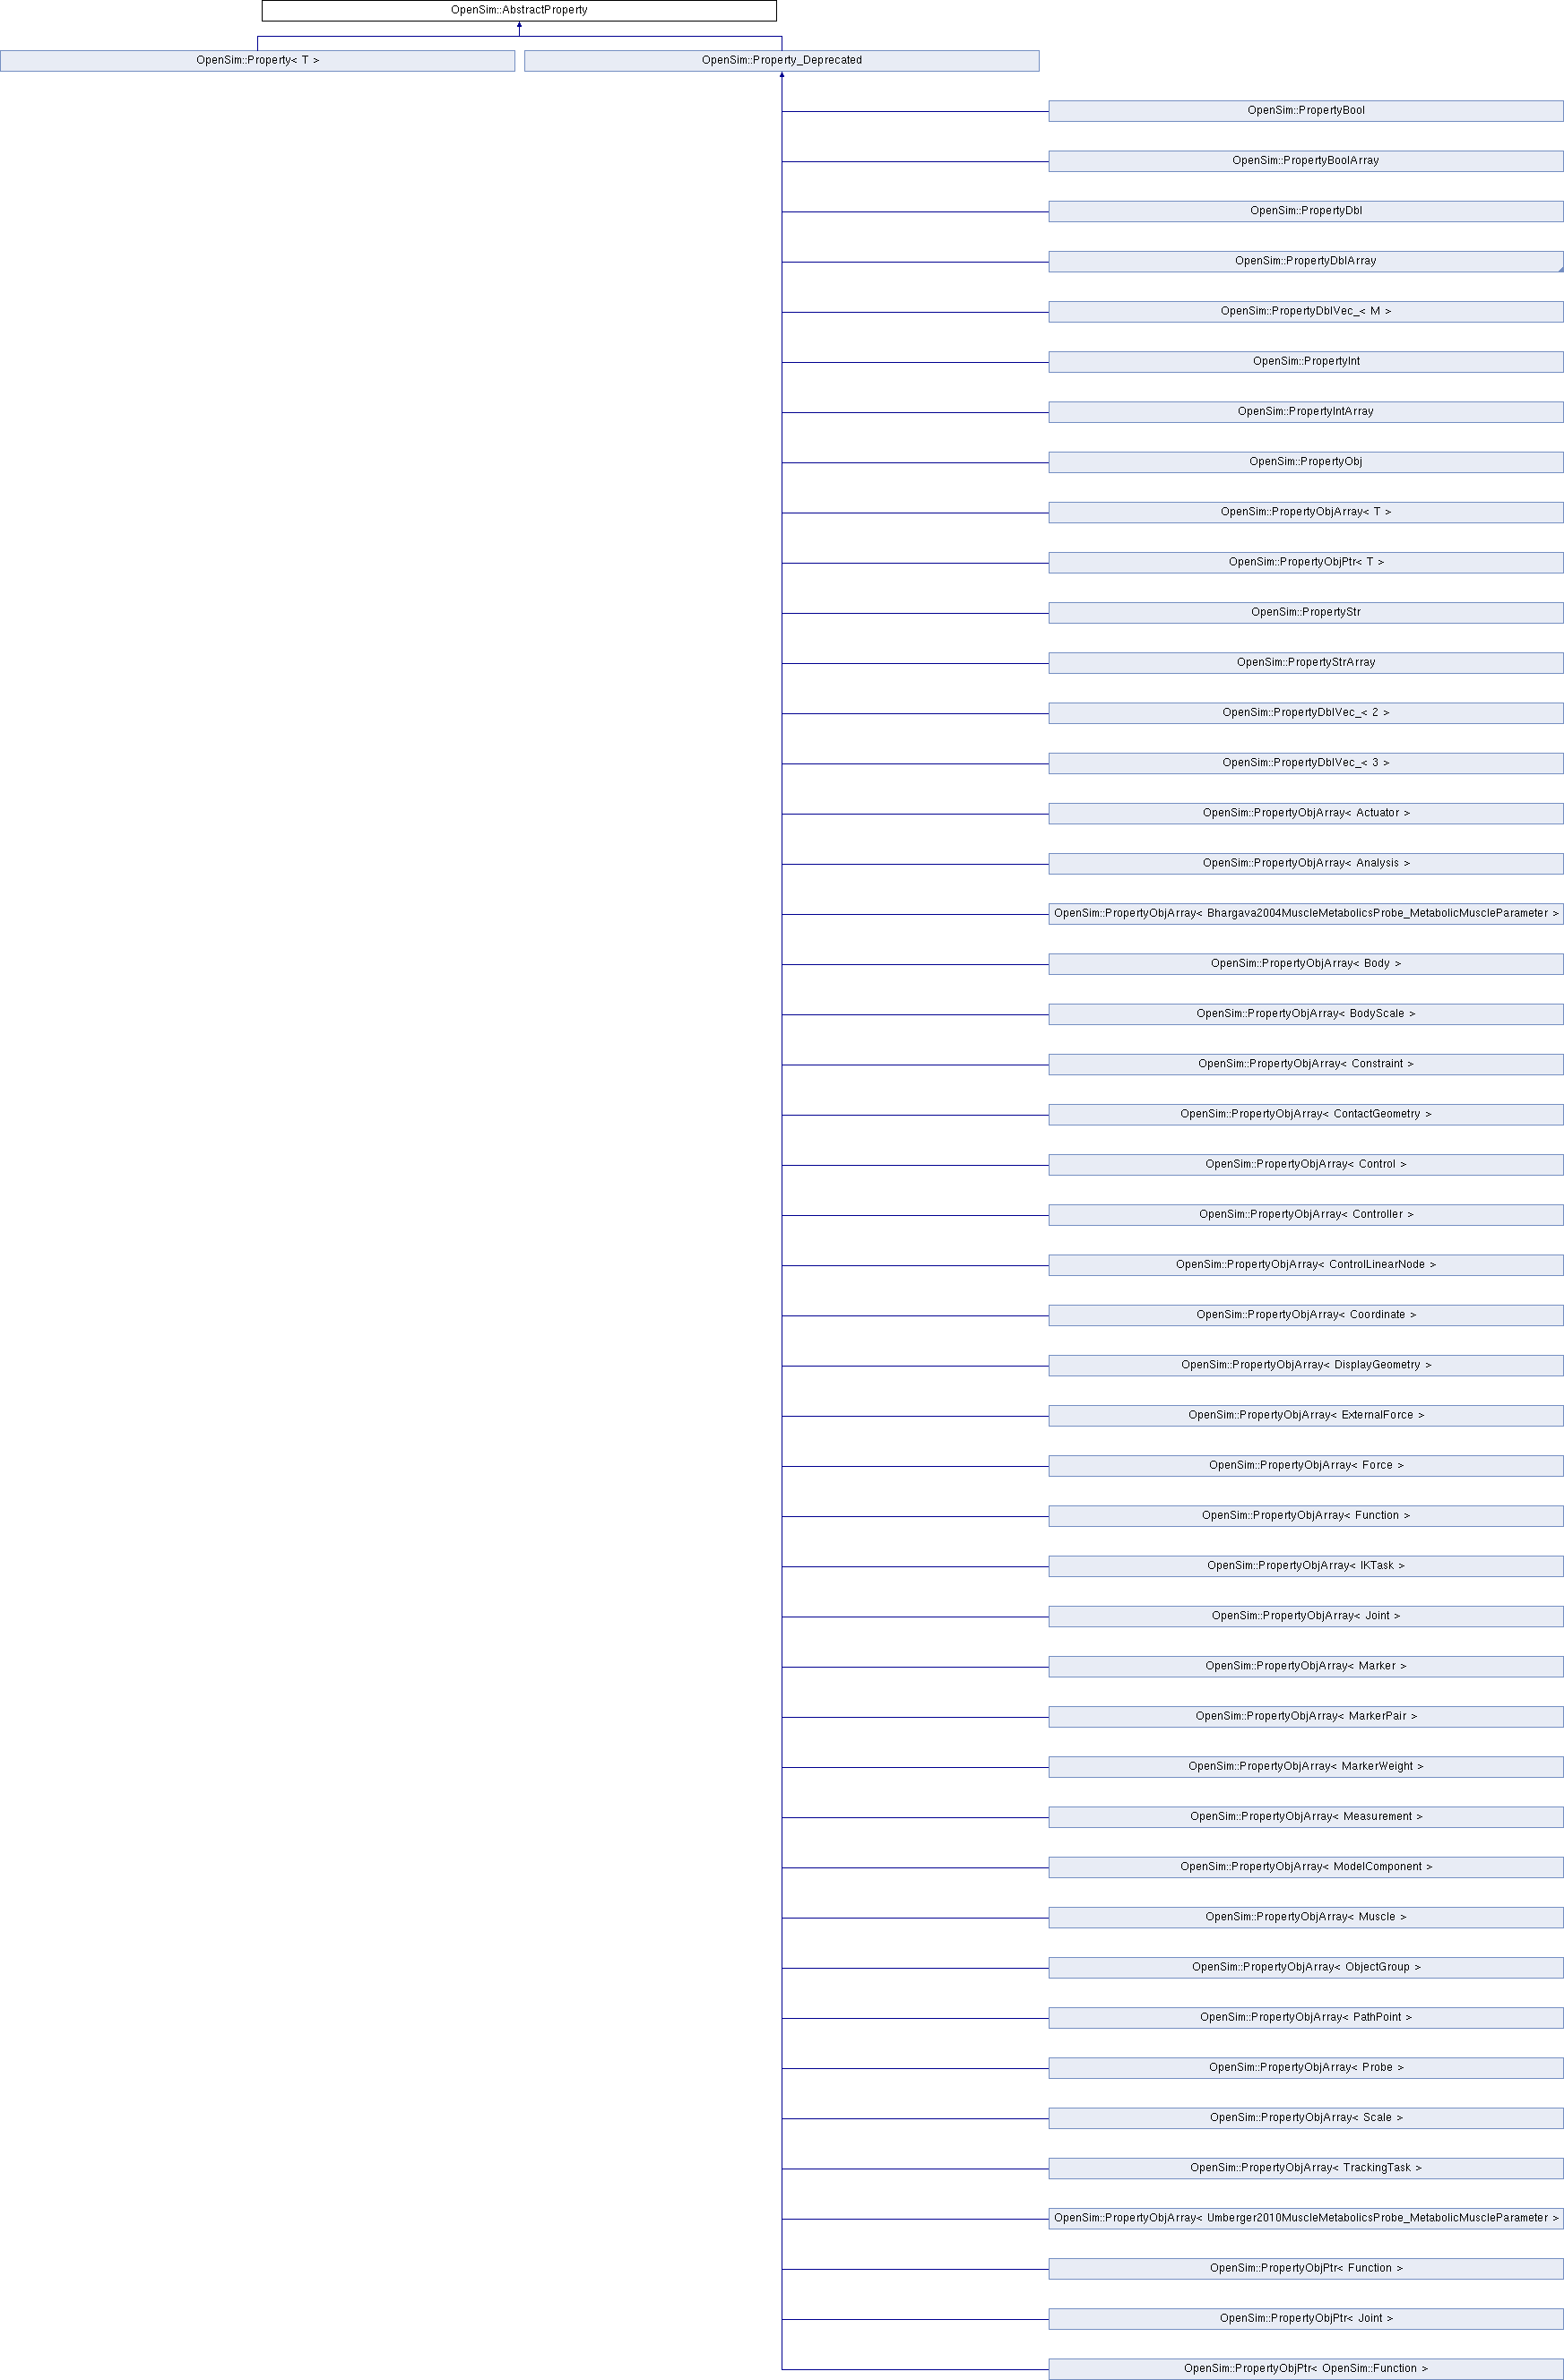 OpenSim::AbstractProperty
OpenSim::Property< T >
OpenSim::Property_Deprecated
OpenSim::PropertyBool
OpenSim::PropertyBoolArray
OpenSim::PropertyDbl
OpenSim::PropertyDblArray
OpenSim::PropertyDblVec_< M >
OpenSim::PropertyInt
OpenSim::PropertyIntArray
OpenSim::PropertyObj
OpenSim::PropertyObjArray< T >
OpenSim::PropertyObjPtr< T >
OpenSim::PropertyStr
OpenSim::PropertyStrArray
OpenSim::PropertyDblVec_< 2 >
OpenSim::PropertyDblVec_< 3 >
OpenSim::PropertyObjArray< Actuator >
OpenSim::PropertyObjArray< Analysis >
OpenSim::PropertyObjArray< Bhargava2004MuscleMetabolicsProbe_MetabolicMuscleParameter >
OpenSim::PropertyObjArray< Body >
OpenSim::PropertyObjArray< BodyScale >
OpenSim::PropertyObjArray< Constraint >
OpenSim::PropertyObjArray< ContactGeometry >
OpenSim::PropertyObjArray< Control >
OpenSim::PropertyObjArray< Controller >
OpenSim::PropertyObjArray< ControlLinearNode >
OpenSim::PropertyObjArray< Coordinate >
OpenSim::PropertyObjArray< DisplayGeometry >
OpenSim::PropertyObjArray< ExternalForce >
OpenSim::PropertyObjArray< Force >
OpenSim::PropertyObjArray< Function >
OpenSim::PropertyObjArray< IKTask >
OpenSim::PropertyObjArray< Joint >
OpenSim::PropertyObjArray< Marker >
OpenSim::PropertyObjArray< MarkerPair >
OpenSim::PropertyObjArray< MarkerWeight >
OpenSim::PropertyObjArray< Measurement >
OpenSim::PropertyObjArray< ModelComponent >
OpenSim::PropertyObjArray< Muscle >
OpenSim::PropertyObjArray< ObjectGroup >
OpenSim::PropertyObjArray< PathPoint >
OpenSim::PropertyObjArray< Probe >
OpenSim::PropertyObjArray< Scale >
OpenSim::PropertyObjArray< TrackingTask >
OpenSim::PropertyObjArray< Umberger2010MuscleMetabolicsProbe_MetabolicMuscleParameter >
OpenSim::PropertyObjPtr< Function >
OpenSim::PropertyObjPtr< Joint >
OpenSim::PropertyObjPtr< OpenSim::Function >